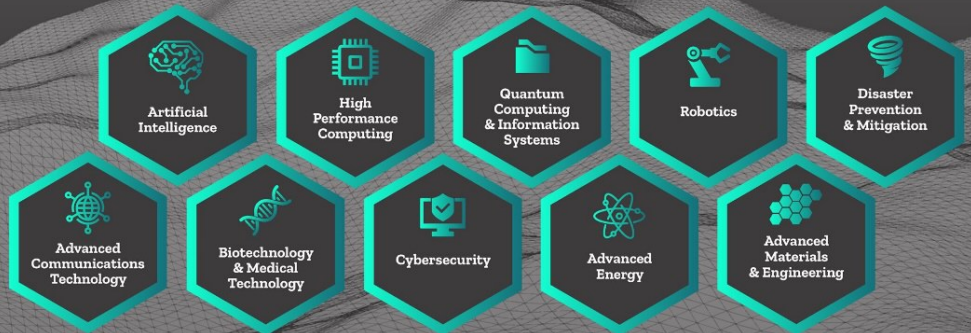 Artificial
Intelligence
High
Performance
Computing
Quantum
Computing
& Information
Systems
Robotics
Disaster
Prevention
& Mitigation
Advanced
Communications
Technology
Biotechnology
& Medical
Technology
Cybersecurity
Advanced
Energy
Advanced
Materials
& Engineering